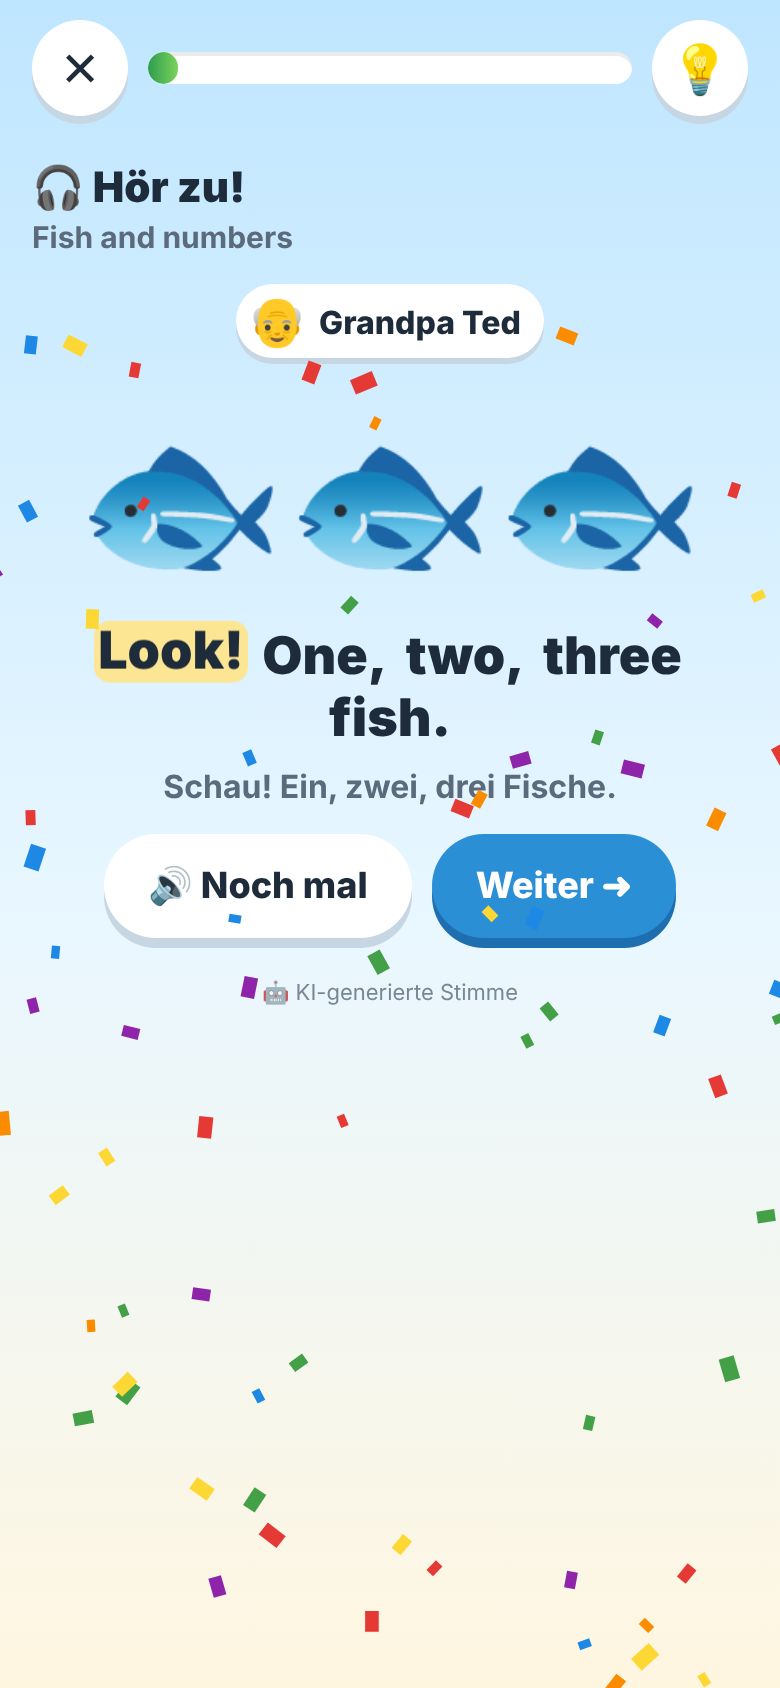 Hör zu!
Fish and numbers
Grandpa Ted
Look! One, two, three
fish.
Schau! Ein, zwei, drei Fische.
Noch mal
Weiter ➜
KI-generierte Stimme